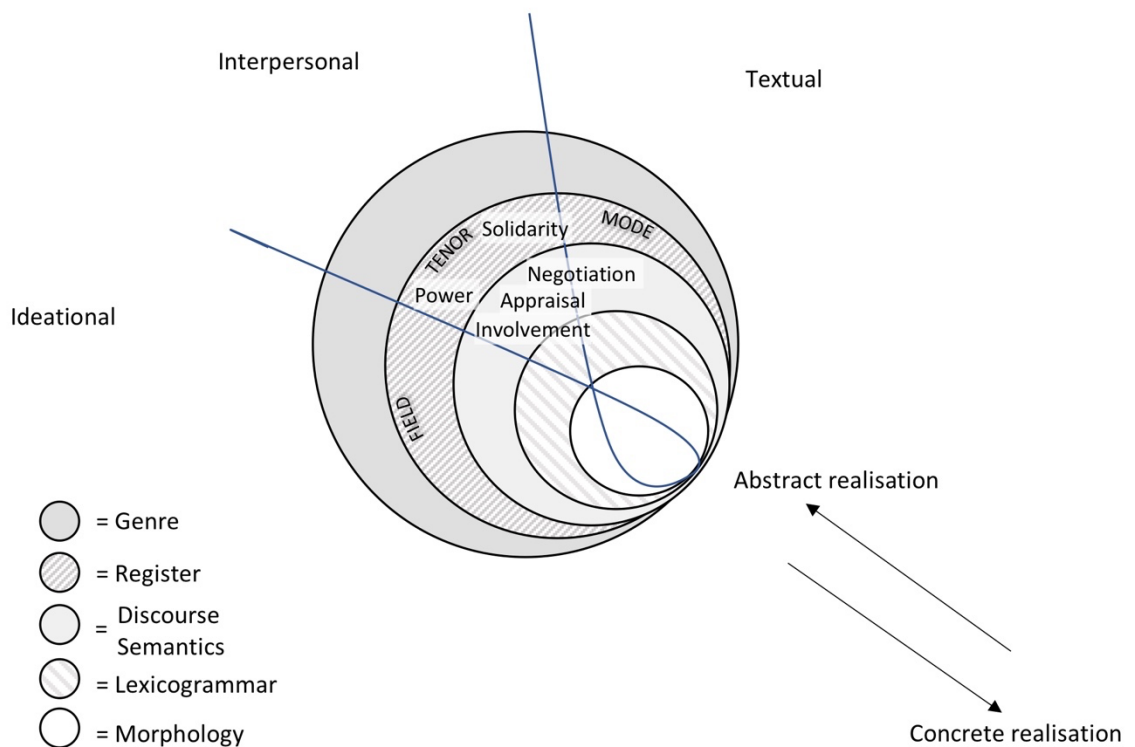 Interpersonal
Textual
Ideational
TENOR
Solidarity
MODE
Power
Negotiation
Appraisal
Involvement
FIELD
Abstract realisation
Concrete realisation
= Genre
= Register
= Discourse
Semantics
= Lexicogrammar
= Morphology